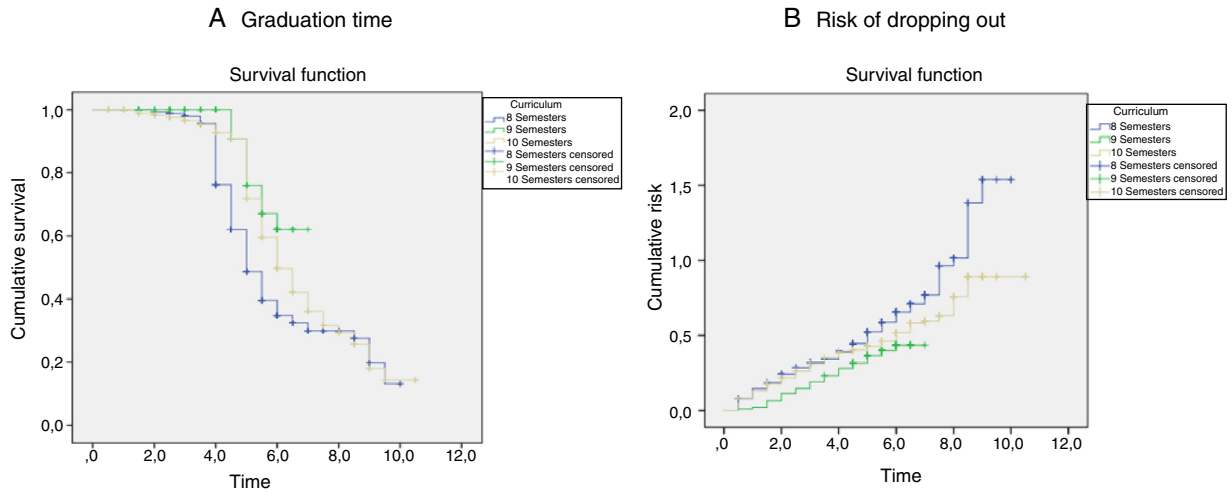 A Graduation time
Survival function
Cumulative survival
1,0
0,8
0,6
0,4
0,2
0,0
,0 2,0 4,0 6,0 8,0 10,0 12,0
Time
Curriculum
8 Semesters
9 Semesters
10 Semesters
8 Semesters censored
9 Semesters censored
10 Semesters censored
B Risk of dropping out
Survival function
Cumulative risk
2,0
1,5
1,0
0,5
0,0
,0 2,0 4,0 6,0 8,0 10,0 12,0
Time
Curriculum
8 Semesters
9 Semesters
10 Semesters
8 Semesters censored
9 Semesters censored
10 Semesters censored